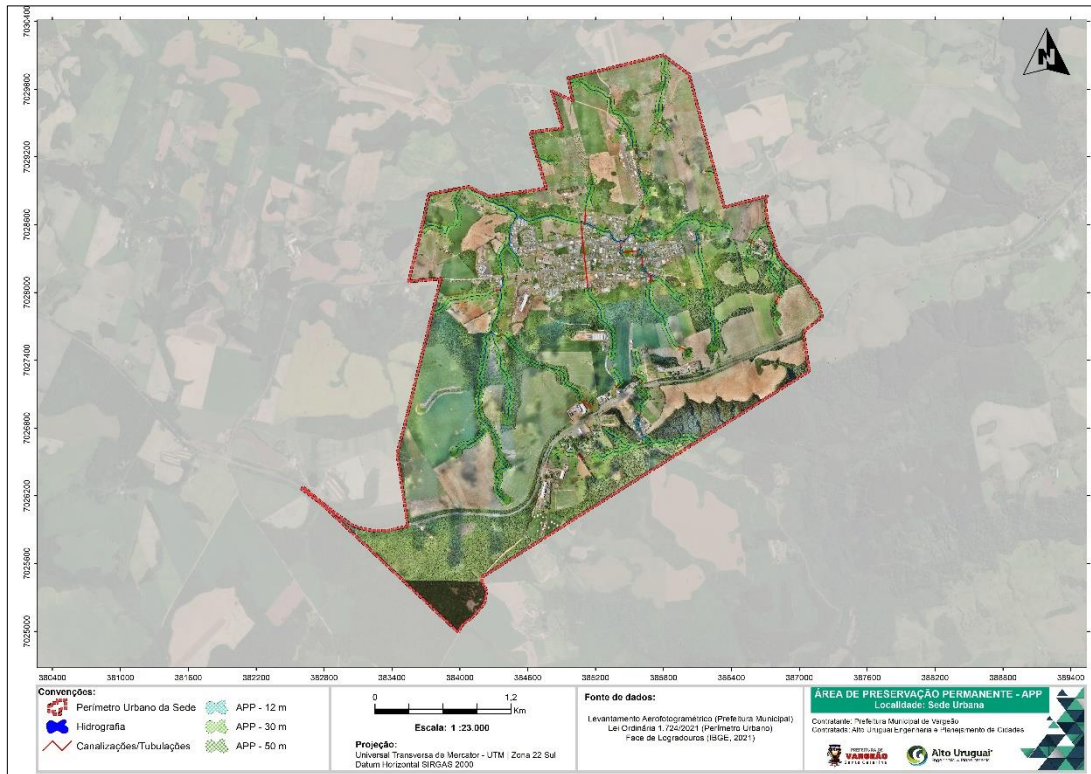 N
7030400
7029800
7029200
7028600
7028000
7027400
7026800
7026200
7025600
7025000
380400 381000 381600 382200 382800 383400 384000 384600 385200 385800 386400 387000 387600 388200 388800 389400
Convenções:
Perímetro Urbano da Sede
Hidrografia
Canalizações/Tubulações
APP - 12 m
APP - 30 m
APP - 50 m
0 1,2
Km
Escala: 1 :23.000
Projeção:
Universal Transversa de Mercator - UTM | Zona 22 Sul
Datum Horizontal SIRGAS 2000
Fonte de dados:
Levantamento Aerofotogramétrico (Prefeitura Municipal)
Lei Ordinária 1.724/2021 (Perímetro Urbano)
Face de Logradouros (IBGE, 2021)
ÁREA DE PRESERVAÇÃO PERMANENTE - APP
Localidade: Sede Urbana
Contratante: Prefeitura Municipal de Vargeão
Contratada: Alto Uruguai Engenharia e Planejamento de Cidades
PREFEITURA DE
VARGEÃO
SANTA CATARINA
Alto Uruguai